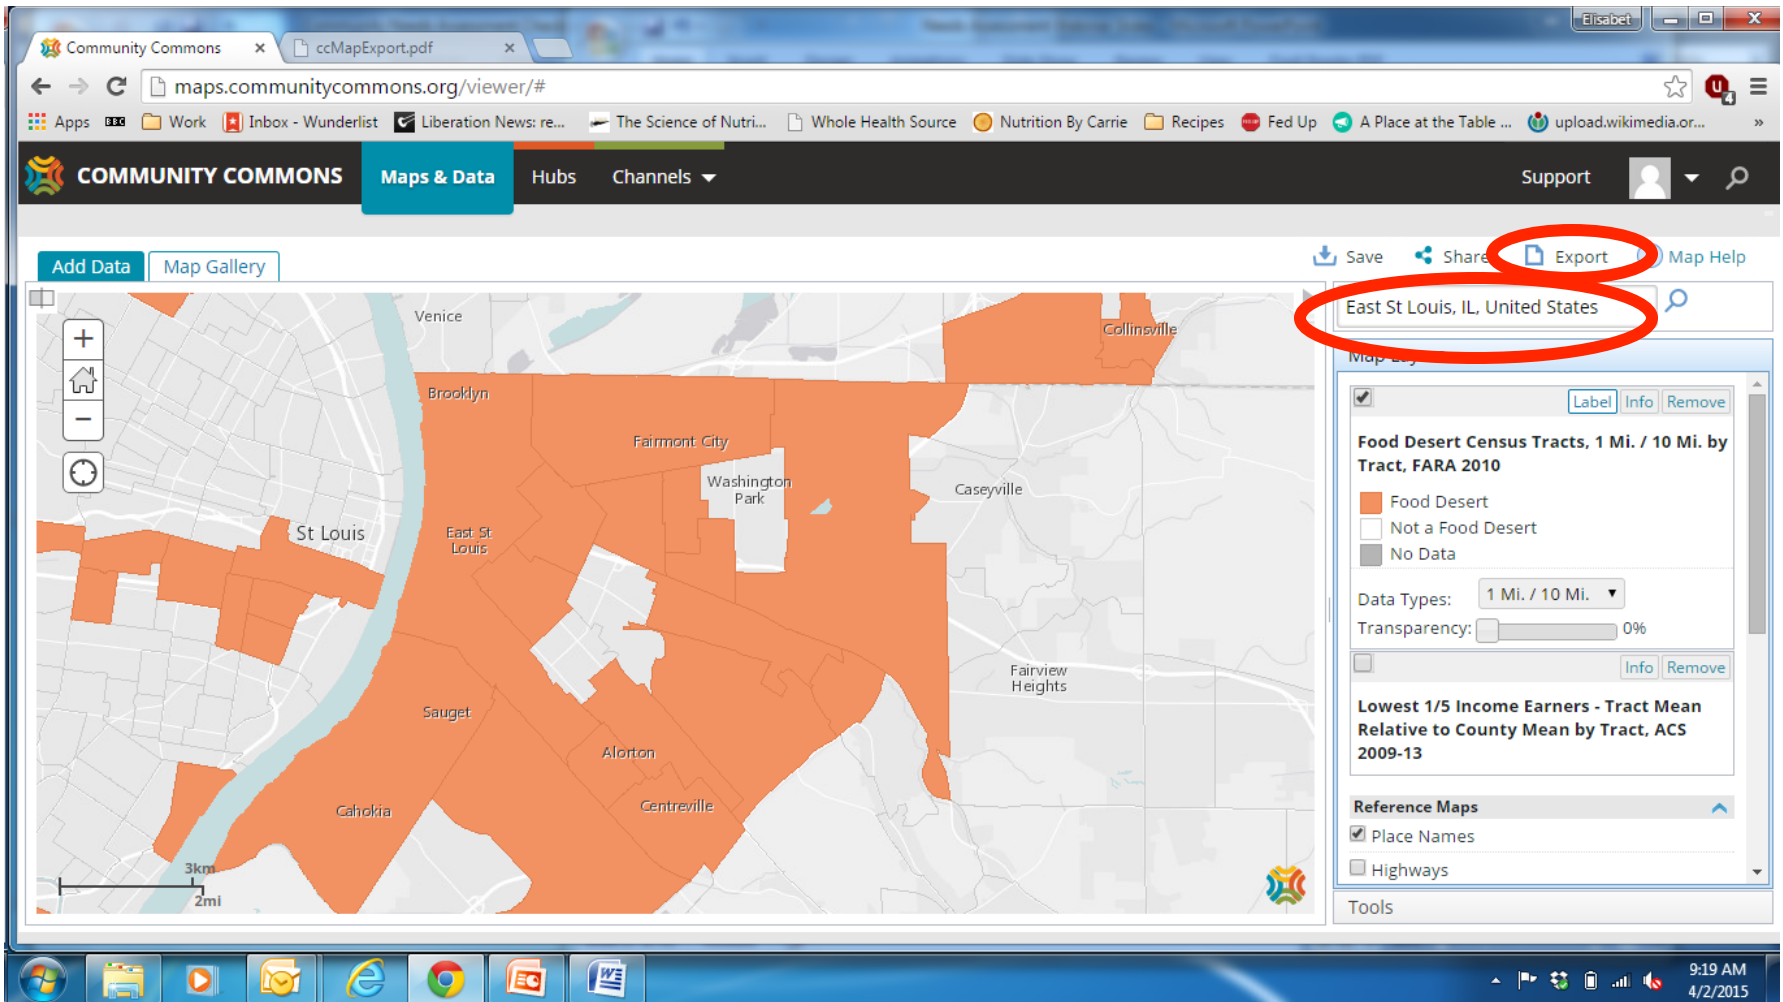 Elisabet
Community Commons
ccMapExport.pdf
maps.communitycommons.org/viewer/#
Apps
BBC
Work
Inbox - Wunderlist
Liberation News: re...
The Science of Nutri...
Whole Health Source
Nutrition By Carrie
Recipes
Fed Up
A Place at the Table ...
upload.wikimedia.or...
»
COMMUNITY COMMONS
Maps & Data
Hubs
Channels
Support
Add Data
Map Gallery
Save
Share
Export
Map Help
East St Louis, IL, United States
Venice
Collinsville
Brooklyn
Fairmont City
Washington
Park
Caseyville
St Louis
East St
Louis
Fairview
Heights
Sauget
Alorton
Centreville
Cahokia
3km
2mi
Label Info Remove
Food Desert Census Tracts, 1 Mi. / 10 Mi. by
Tract, FARA 2010
Food Desert
Not a Food Desert
No Data
Data Types: 1 Mi. / 10 Mi.
Transparency: 0%
Info Remove
Lowest 1/5 Income Earners - Tract Mean
Relative to County Mean by Tract, ACS
2009-13
Reference Maps
Place Names
Highways
Tools
9:19 AM
4/2/2015